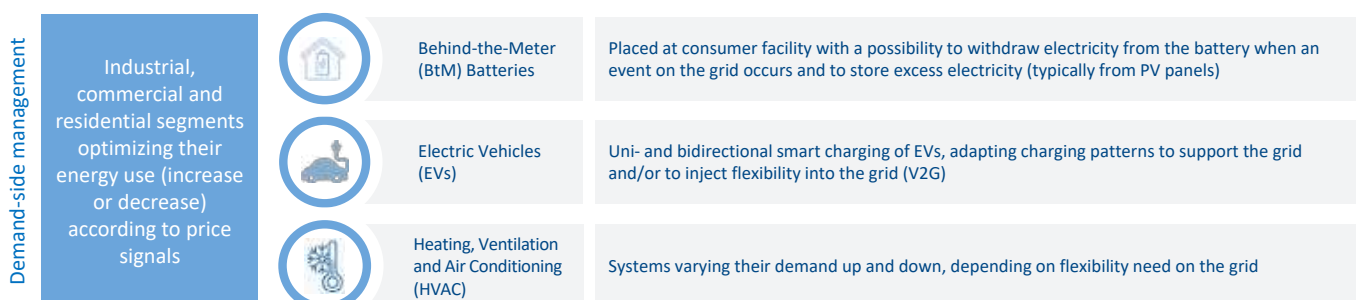 Demand-side management
Industrial,
commercial and
residential segments
optimizing their
energy use (increase
or decrease)
according to price
signals
Behind-the-Meter
(BtM) Batteries
Placed at consumer facility with a possibility to withdraw electricity from the battery when an
event on the grid occurs and to store excess electricity (typically from PV panels)
Electric Vehicles
(EVs)
Uni- and bidirectional smart charging of EVs, adapting charging patterns to support the grid
and/or to inject flexibility into the grid (V2G)
Heating, Ventilation
and Air Conditioning
(HVAC)
Systems varying their demand up and down, depending on flexibility need on the grid